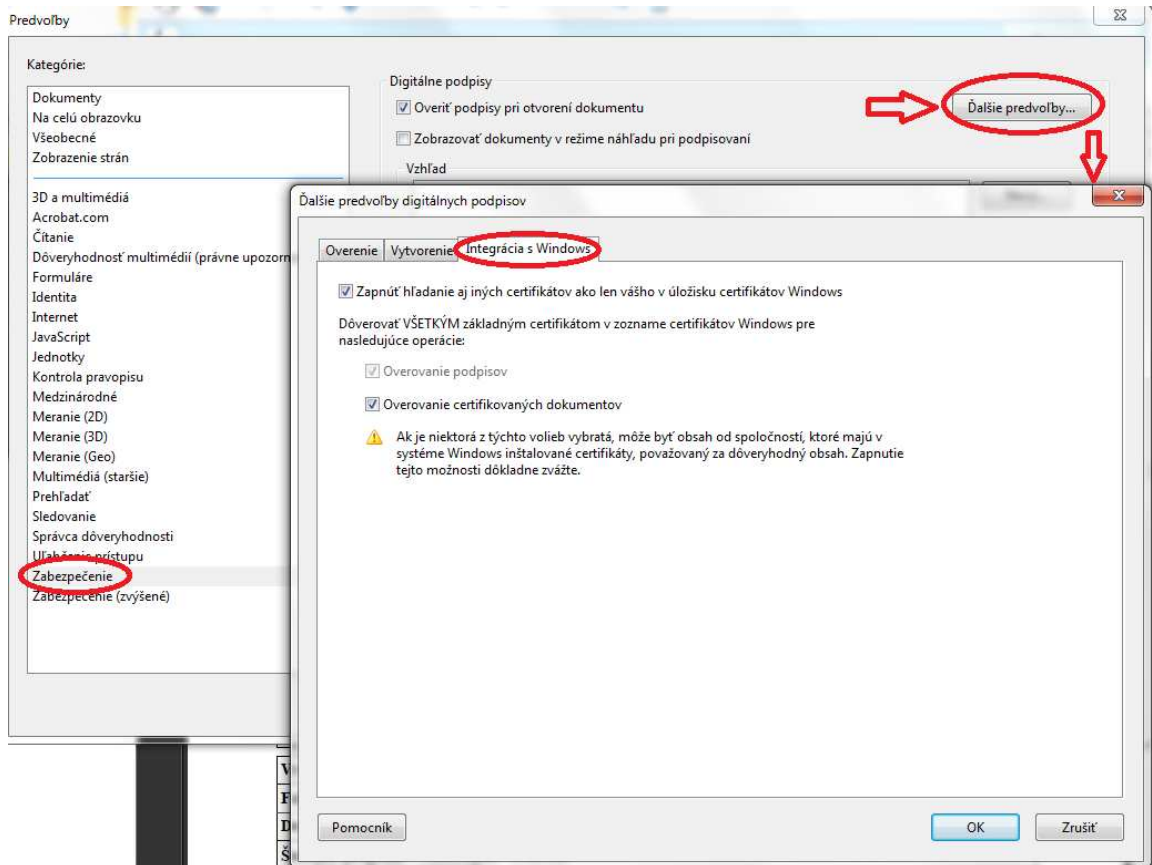 Predvoľby
Kategórie:
Dokumenty
Na celú obrazovku
Všeobecné
Zobrazenie strán
3D a multimédiá
Acrobat.com
Čítanie
Dôveryhodnosť multimédií (právne upozorn
Formuláre
Identita
Internet
JavaScript
Jednotky
Kontrola pravopisu
Medzinárodné
Meranie (2D)
Meranie (3D)
Meranie (Geo)
Multimédiá (staršie)
Prehľadať
Sledovanie
Správca dôveryhodnosti
Uľahčenie prístupu
Zabezpečenie
Zabezpečenie (zvýšené)
Digitálne podpisy
Overiť podpisy pri otvorení dokumentu
Ďalšie predvoľby...
Zobrazovať dokumenty v režime náhľadu pri podpisovaní
Vzhľad
Ďalšie predvoľby digitálnych podpisov
Overenie Vytvorenie Integrácia s Windows
Zapnúť hľadanie aj iných certifikátov ako len vášho v úložisku certifikátov Windows
Dôverovať VŠETKÝM základným certifikátom v zozname certifikátov Windows pre
nasledujúce operácie:
Overovanie podpisov
Overovanie certifikovaných dokumentov
Ak je niektorá z týchto volieb vybratá, môže byť obsah od spoločností, ktoré majú v
systéme Windows inštalované certifikáty, považovaný za dôveryhodný obsah. Zapnutie
tejto možnosti dôkladne zvážte.
Pomocník OK Zrušiť
V
F
D
Š